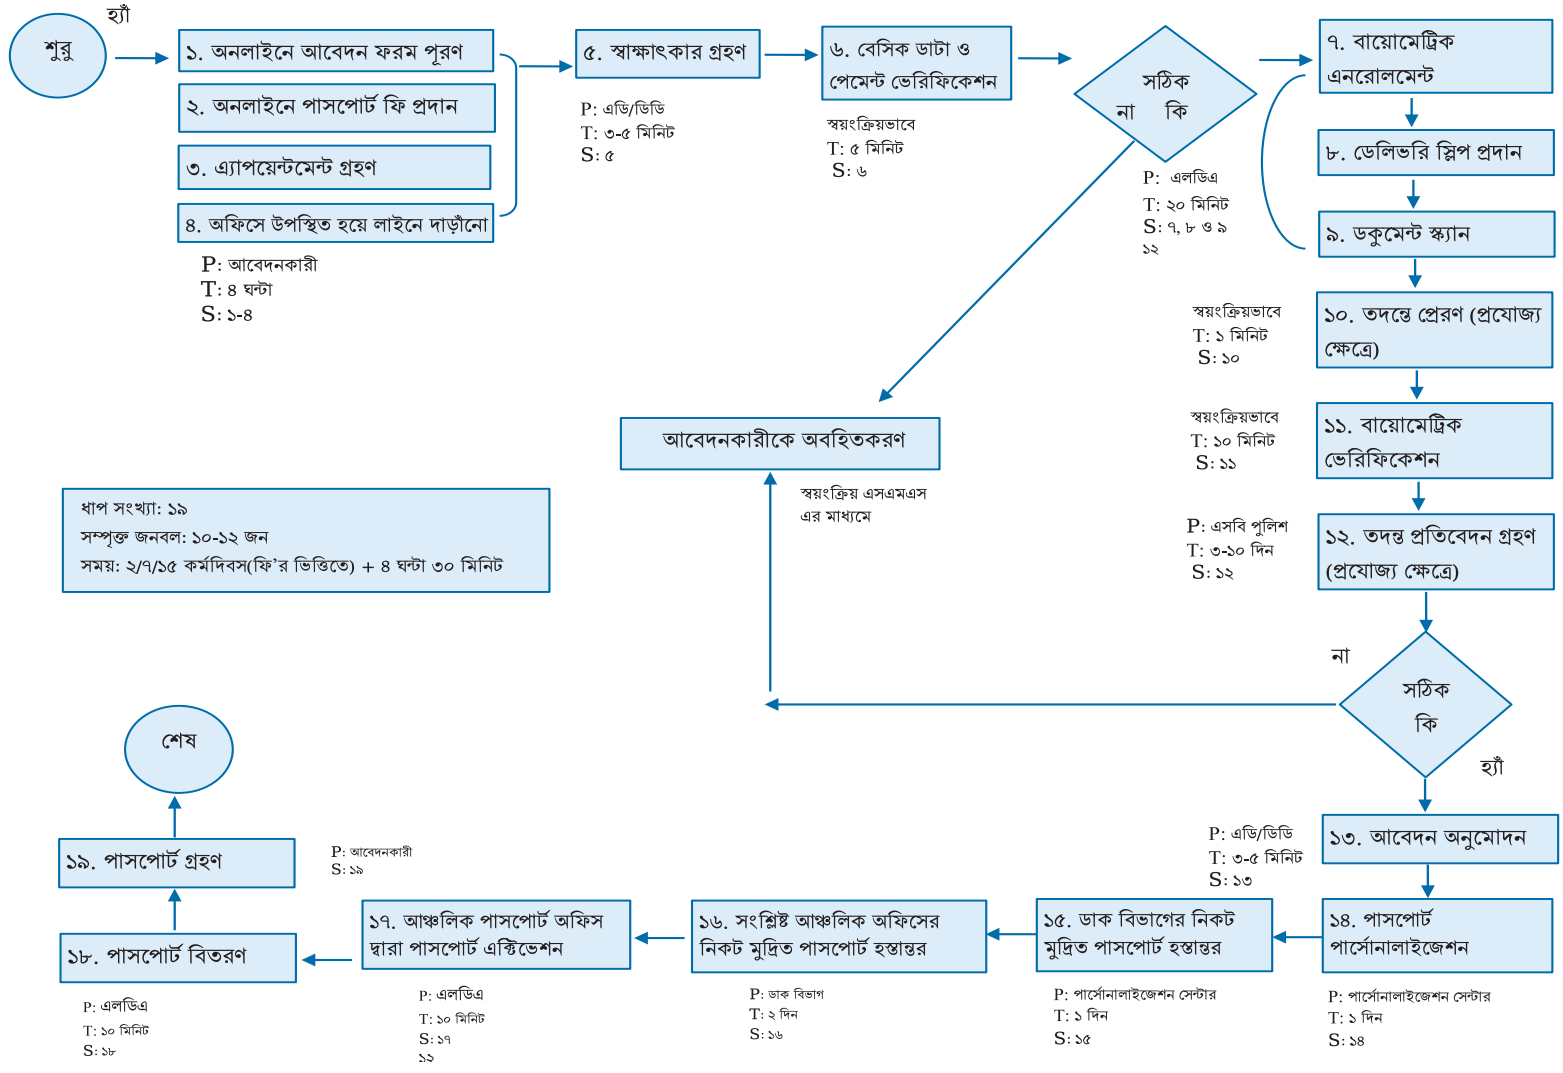 শুরু
হ্যাঁ
১. অনলাইনে আবেদন ফরম পূরণ
২. অনলাইনে পাসপোর্ট ফি প্রদান
৩. এ্যাপয়েন্টমেন্ট গ্রহণ
৪. অফিসে উপস্থিত হয়ে লাইনে দাড়াঁনো
P: আবেদনকারী
T: ৪ ঘন্টা
S: ১-৪
৫. স্বাক্ষাৎকার গ্রহণ
P: এডি/ডিডি
T: ৩-৫ মিনিট
S: ৫
৬. বেসিক ডাটা ও
পেমেন্ট ভেরিফিকেশন
স্বয়ংক্রিয়ভাবে
T: ৫ মিনিট
S: ৬
সঠিক
না কি
P: এলডিএ
T: ২০ মিনিট
S: ৭, ৮ ও ৯
১২
৭. বায়োমেট্রিক
এনরোলমেন্ট
৮. ডেলিভরি স্লিপ প্রদান
৯. ডকুমেন্ট স্ক্যান
১০. তদন্তে প্রেরণ (প্রযোজ্য
ক্ষেত্রে)
স্বয়ংক্রিয়ভাবে
T: ১ মিনিট
S: ১০
১১. বায়োমেট্রিক
ভেরিফিকেশন
স্বয়ংক্রিয়ভাবে
T: ১০ মিনিট
S: ১১
১২. তদন্ত প্রতিবেদন গ্রহণ
(প্রযোজ্য ক্ষেত্রে)
P: এসবি পুলিশ
T: ৩-১০ দিন
S: ১২
আবেদনকারীকে অবহিতকরণ
স্বয়ংক্রিয় এসএমএস
এর মাধ্যমে
ধাপ সংখ্যা: ১৯
সম্পৃক্ত জনবল: ১০-১২ জন
সময়: ২/৭/১৫ কর্মদিবস(ফি’র ভিত্তিতে) + ৪ ঘন্টা ৩০ মিনিট
না
সঠিক
কি
হ্যাঁ
১৩. আবেদন অনুমোদন
P: এডি/ডিডি
T: ৩-৫ মিনিট
S: ১৩
১৪. পাসপোর্ট
পার্সোনালাইজেশন
P: পার্সোনালাইজেশন সেন্টার
T: ১ দিন
S: ১৪
১৫. ডাক বিভাগের নিকট
মুদ্রিত পাসপোর্ট হস্তান্তর
P: পার্সোনালাইজেশন সেন্টার
T: ১ দিন
S: ১৫
১৬. সংশ্লিষ্ট আঞ্চলিক অফিসের
নিকট মুদ্রিত পাসপোর্ট হস্তান্তর
P: ডাক বিভাগ
T: ২ দিন
S: ১৬
১৭. আঞ্চলিক পাসপোর্ট অফিস
দ্বারা পাসপোর্ট এক্টিভেশন
P: এলডিএ
T: ১০ মিনিট
S: ১৭
১২
১৮. পাসপোর্ট বিতরণ
P: এলডিএ
T: ১০ মিনিট
S: ১৮
১৯. পাসপোর্ট গ্রহণ
P: আবেদনকারী
S: ১৯
শেষ